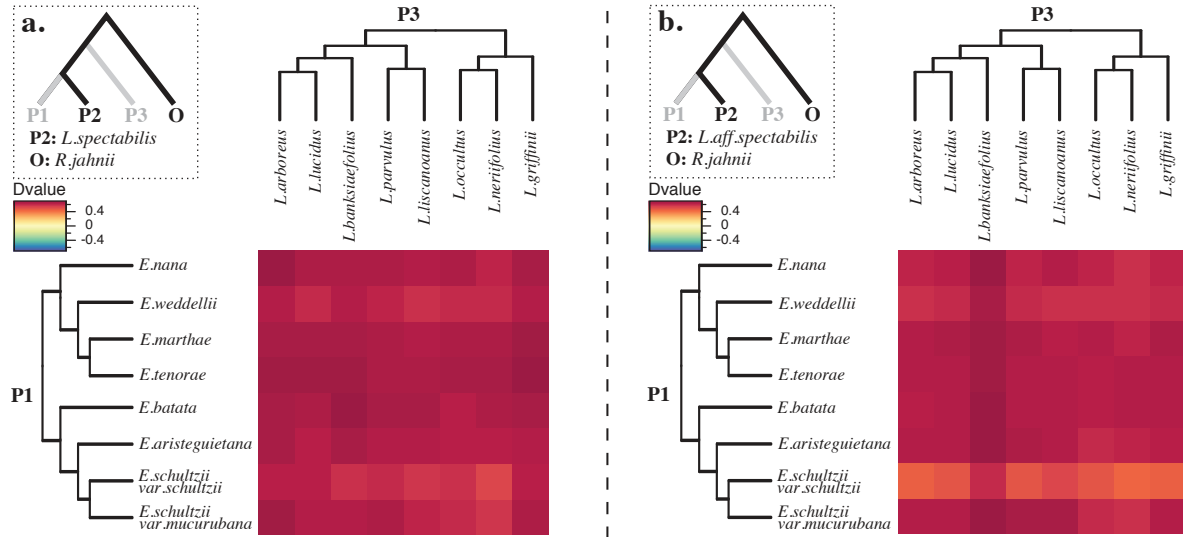 a.
P1 P2 P3 O
P2: L.spectabilis
O: R.jahnii
Dvalue
0.4
0
-0.4
P3
L.arboreus
L.lucidus
L.banksiaefolius
L.parvulus
L.liscanoanus
L.occultus
L.neriifolius
L.griffinii
P1
E.nana
E.weddellii
E.marthae
E.tenorae
E.batata
E.aristeguietana
E.schultzii
var.schultzii
E.schultzii
var.mucurubana
b.
P1 P2 P3 O
P2: L.aff.spectabilis
O: R.jahnii
Dvalue
0.4
0
-0.4
P3
L.arboreus
L.lucidus
L.banksiaefolius
L.parvulus
L.liscanoanus
L.occultus
L.neriifolius
L.griffinii
P1
E.nana
E.weddellii
E.marthae
E.tenorae
E.batata
E.aristeguietana
E.schultzii
var.schultzii
E.schultzii
var.mucurubana